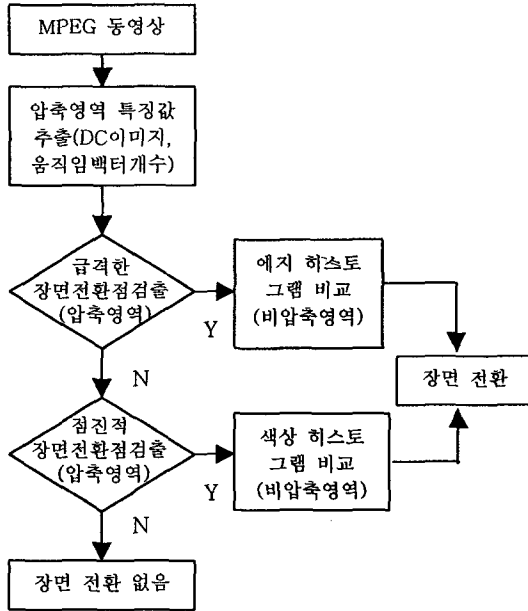 MPEG 동영상
압축영역 특징값
추출(DC이미지,
움직임백터개수)
급격한
장면전환점검출
(압축영역)
Y
에지 히스토
그램 비교
(비압축영역)
장면 전환
N
점진적
장면전환점검출
(압축영역)
Y
색상 히스토
그램 비교
(비압축영역)
N
장면 전환 없음